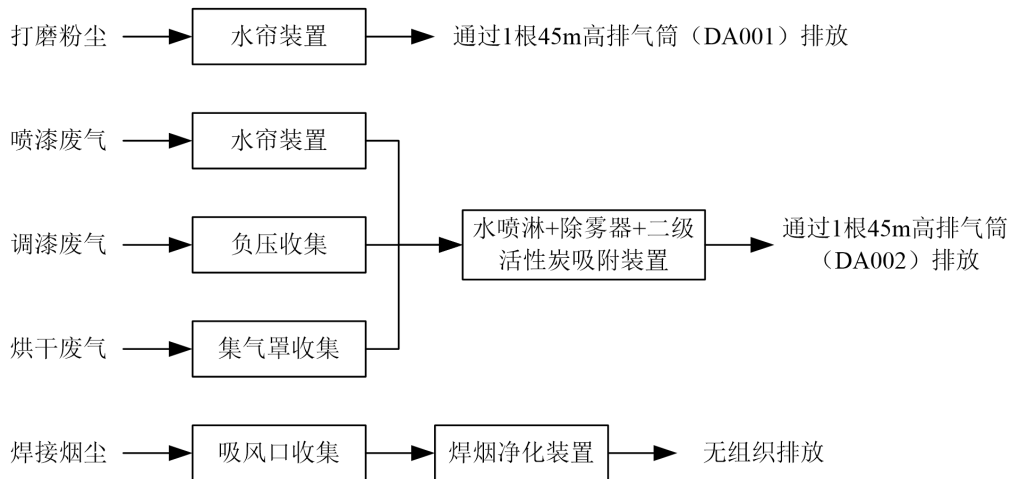 打磨粉尘
水帘装置
通过1根45m高排气筒（DA001）排放
喷漆废气
水帘装置
调漆废气
负压收集
水喷淋+除雾器+二级
活性炭吸附装置
通过1根45m高排气筒
（DA002）排放
烘干废气
集气罩收集
焊接烟尘
吸风口收集
焊烟净化装置
无组织排放